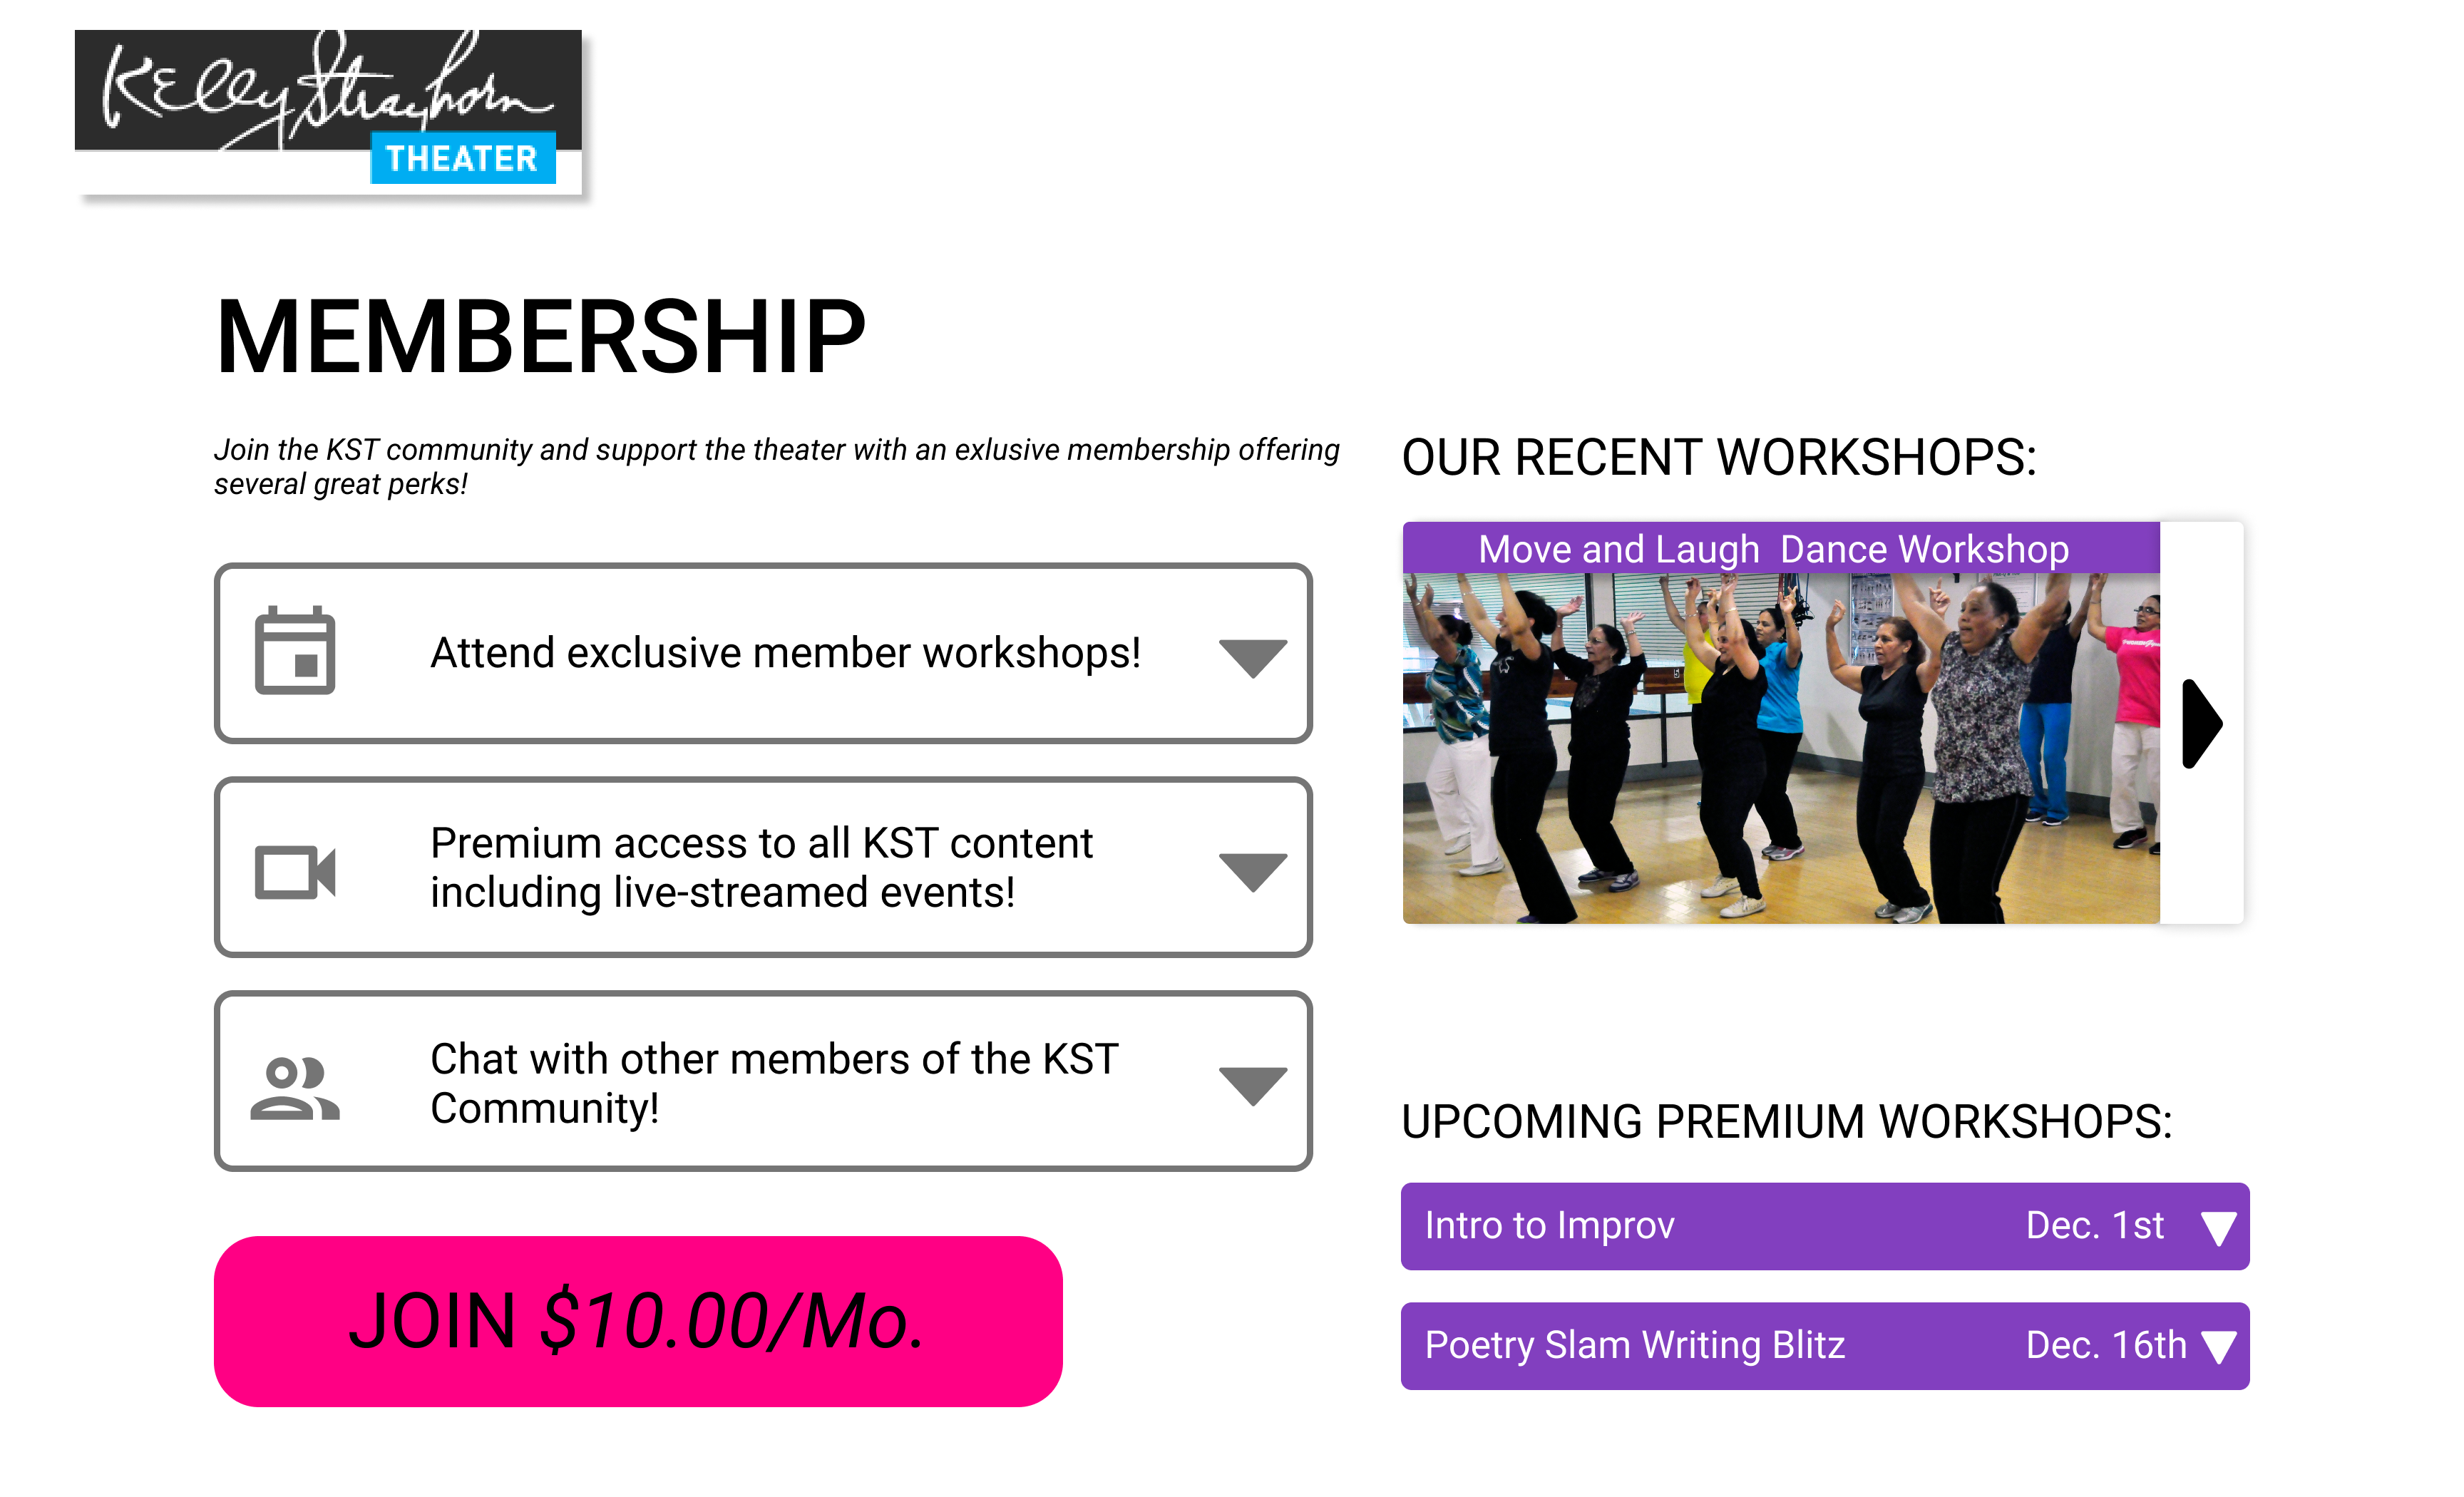 Kelly Strayhorn
THEATER
MEMBERSHIP
Join the KST community and support the theater with an exlusive membership offering
several great perks!
Attend exclusive member workshops!
Premium access to all KST content
including live-streamed events!
Chat with other members of the KST
Community!
JOIN $10.00/Mo.
OUR RECENT WORKSHOPS:
Move and Laugh Dance Workshop
UPCOMING PREMIUM WORKSHOPS:
Intro to Improv Dec. 1st
Poetry Slam Writing Blitz Dec. 16th